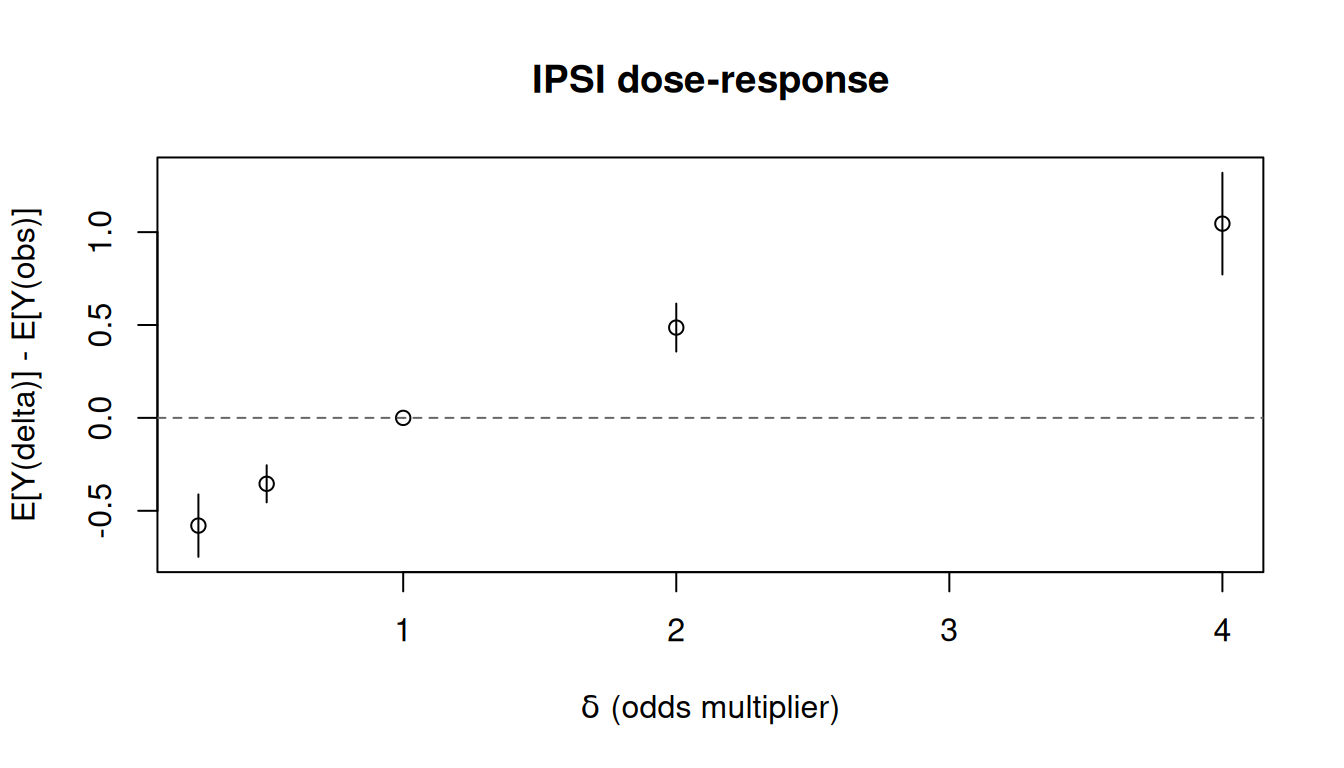 IPSI dose-response
E[Y(delta)] - E[Y(obs)]
1.0
0.5
0.0
-0.5
1 2 3 4
δ (odds multiplier)